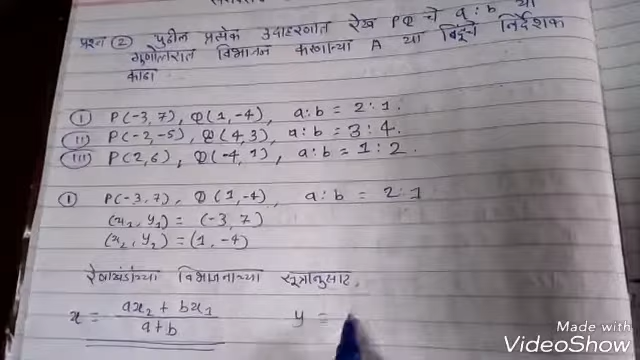 प्रश्न ② पुढील प्रत्येक उदाहरणात रेख PQ चे a : b या
गुणोत्तरात विभाजन करणाऱ्या A या बिंदूचे निर्देशक
काढा
① P(-3, 7), Q(1, -4), a:b = 2:1.
(ii) P(-2, -5), Q(4, 3), a:b = 3:4.
(iii) P(2, 6), Q(-4, 1), a:b = 1:2.
① P(-3, 7), Q(1, -4), a:b = 2:1
(x₁, y₁) = (-3, 7)
(x₂, y₂) = (1, -4)
रेषाखंडाच्या विभाजनाच्या सूत्रानुसार,
x = (ax₂ + bx₁) / (a+b) y =
Made with
VideoShow